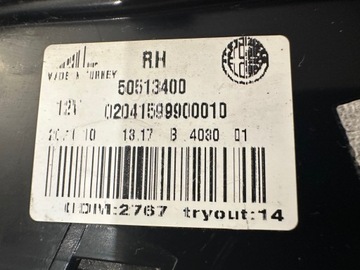 RH
MADE IN TURKEY
50513400
12V 02041599900010
13.17 B 4030 01
IDM:2767 tryout:14